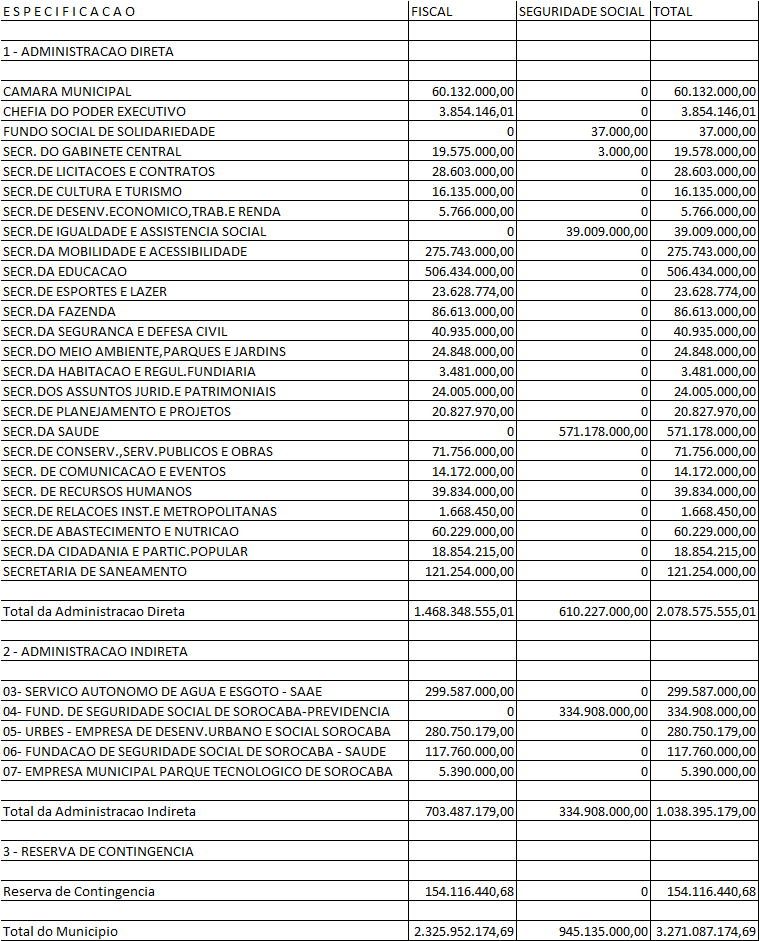 E S P E C I F I C A C A O FISCAL SEGURIDADE SOCIAL TOTAL
1 - ADMINISTRACAO DIRETA
CAMARA MUNICIPAL 60.132.000,00 0 60.132.000,00
CHEFIA DO PODER EXECUTIVO 3.854.146,01 0 3.854.146,01
FUNDO SOCIAL DE SOLIDARIEDADE 0 37.000,00 37.000,00
SECR. DO GABINETE CENTRAL 19.575.000,00 3.000,00 19.578.000,00
SECR.DE LICITACOES E CONTRATOS 28.603.000,00 0 28.603.000,00
SECR.DE CULTURA E TURISMO 16.135.000,00 0 16.135.000,00
SECR.DE DESENV.ECONOMICO,TRAB.E RENDA 5.766.000,00 0 5.766.000,00
SECR.DE IGUALDADE E ASSISTENCIA SOCIAL 0 39.009.000,00 39.009.000,00
SECR.DA MOBILIDADE E ACESSIBILIDADE 275.743.000,00 0 275.743.000,00
SECR.DA EDUCACAO 506.434.000,00 0 506.434.000,00
SECR.DE ESPORTES E LAZER 23.628.774,00 0 23.628.774,00
SECR.DA FAZENDA 86.613.000,00 0 86.613.000,00
SECR.DA SEGURANCA E DEFESA CIVIL 40.935.000,00 0 40.935.000,00
SECR.DO MEIO AMBIENTE,PARQUES E JARDINS 24.848.000,00 0 24.848.000,00
SECR.DA HABITACAO E REGUL.FUNDIARIA 3.481.000,00 0 3.481.000,00
SECR.DOS ASSUNTOS JURID.E PATRIMONIAIS 24.005.000,00 0 24.005.000,00
SECR.DE PLANEJAMENTO E PROJETOS 20.827.970,00 0 20.827.970,00
SECR.DA SAUDE 0 571.178.000,00 571.178.000,00
SECR.DE CONSERV.,SERV.PUBLICOS E OBRAS 71.756.000,00 0 71.756.000,00
SECR. DE COMUNICACAO E EVENTOS 14.172.000,00 0 14.172.000,00
SECR. DE RECURSOS HUMANOS 39.834.000,00 0 39.834.000,00
SECR.DE RELACOES INST.E METROPOLITANAS 1.668.450,00 0 1.668.450,00
SECR.DE ABASTECIMENTO E NUTRICAO 60.229.000,00 0 60.229.000,00
SECR.DA CIDADANIA E PARTIC.POPULAR 18.854.215,00 0 18.854.215,00
SECRETARIA DE SANEAMENTO 121.254.000,00 0 121.254.000,00
Total da Administracao Direta 1.468.348.555,01 610.227.000,00 2.078.575.555,01
2 - ADMINISTRACAO INDIRETA
03- SERVICO AUTONOMO DE AGUA E ESGOTO - SAAE 299.587.000,00 0 299.587.000,00
04- FUND. DE SEGURIDADE SOCIAL DE SOROCABA-PREVIDENCIA 0 334.908.000,00 334.908.000,00
05- URBES - EMPRESA DE DESENV.URBANO E SOCIAL SOROCABA 280.750.179,00 0 280.750.179,00
06- FUNDACAO DE SEGURIDADE SOCIAL DE SOROCABA - SAUDE 117.760.000,00 0 117.760.000,00
07- EMPRESA MUNICIPAL PARQUE TECNOLOGICO DE SOROCABA 5.390.000,00 0 5.390.000,00
Total da Administracao Indireta 703.487.179,00 334.908.000,00 1.038.395.179,00
3 - RESERVA DE CONTINGENCIA
Reserva de Contingencia 154.116.440,68 0 154.116.440,68
Total do Municipio 2.325.952.174,69 945.135.000,00 3.271.087.174,69